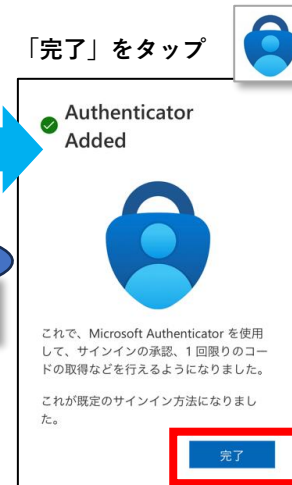 「完了」をタップ
Authenticator
Added
これで、Microsoft Authenticator を使用
して、サインインの承認、1 回限りのコー
ドの取得などを行えるようになりました。
これが既定のサインイン方法になりまし
た。
完了